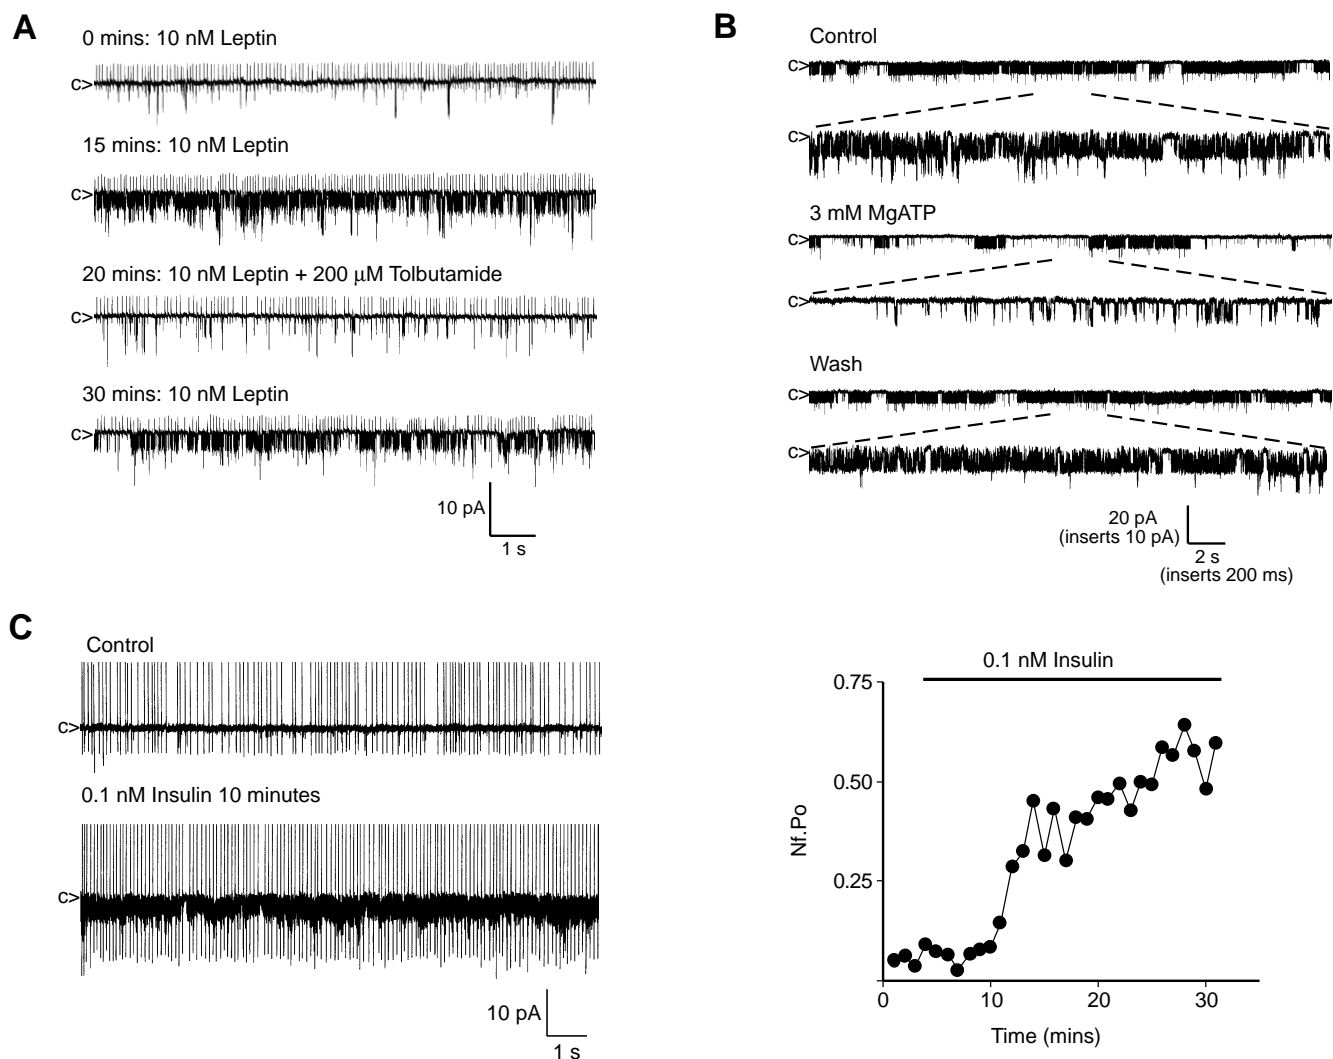 A
0 mins: 10 nM Leptin
c>
15 mins: 10 nM Leptin
c>
20 mins: 10 nM Leptin + 200 μM Tolbutamide
c>
30 mins: 10 nM Leptin
c>
10 pA
1 s
B
Control
c>
c>
3 mM MgATP
c>
c>
Wash
c>
c>
20 pA
(inserts 10 pA)
2 s
(inserts 200 ms)
C
Control
c>
0.1 nM Insulin 10 minutes
c>
10 pA
1 s
0.1 nM Insulin
0.75
0.50
0.25
Nf.Po
0
10
20
30
Time (mins)